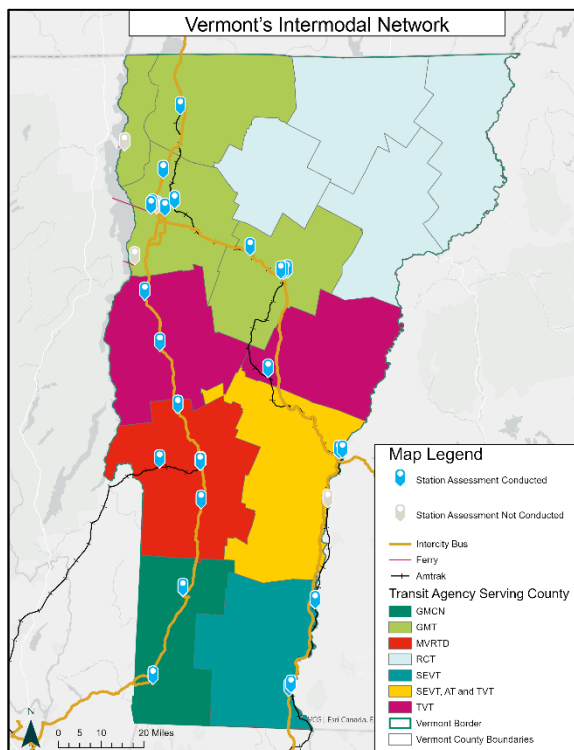 Vermont's Intermodal Network
Map Legend
Station Assessment Conducted
Station Assessment Not Conducted
Intercity Bus
Ferry
Amtrak
Transit Agency Serving County
GMCN
GMT
MVRTD
RCT
SEVT
SEVT, AT and TVT
TVT
Vermont Border
Vermont County Boundaries
Esri Canada, E
N
0 5 10 20 Miles